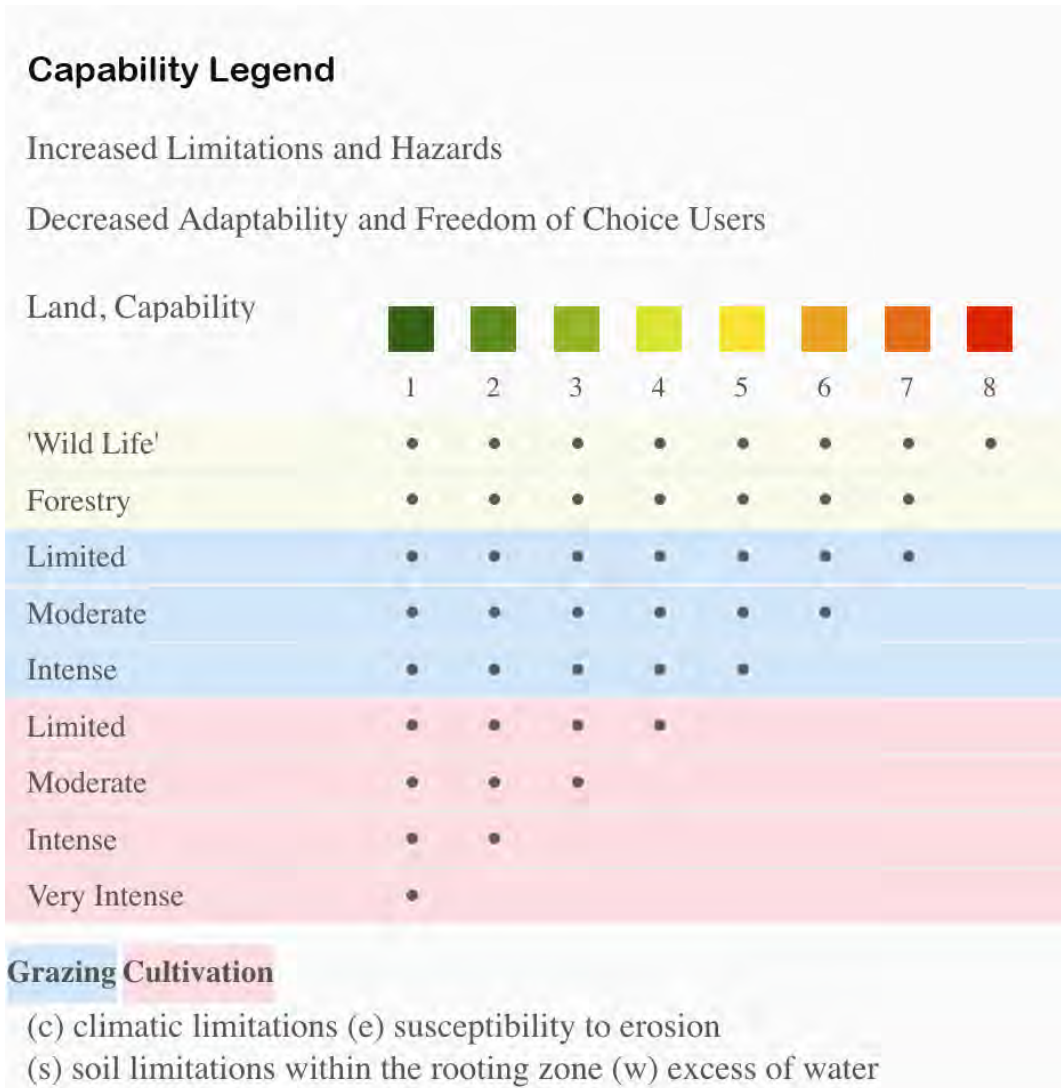 Capability Legend
Increased Limitations and Hazards
Decreased Adaptability and Freedom of Choice Users
Land, Capability
1 2 3 4 5 6 7 8
'Wild Life'
Forestry
Limited
Moderate
Intense
Limited
Moderate
Intense
Very Intense
Grazing Cultivation
(c) climatic limitations (e) susceptibility to erosion
(s) soil limitations within the rooting zone (w) excess of water